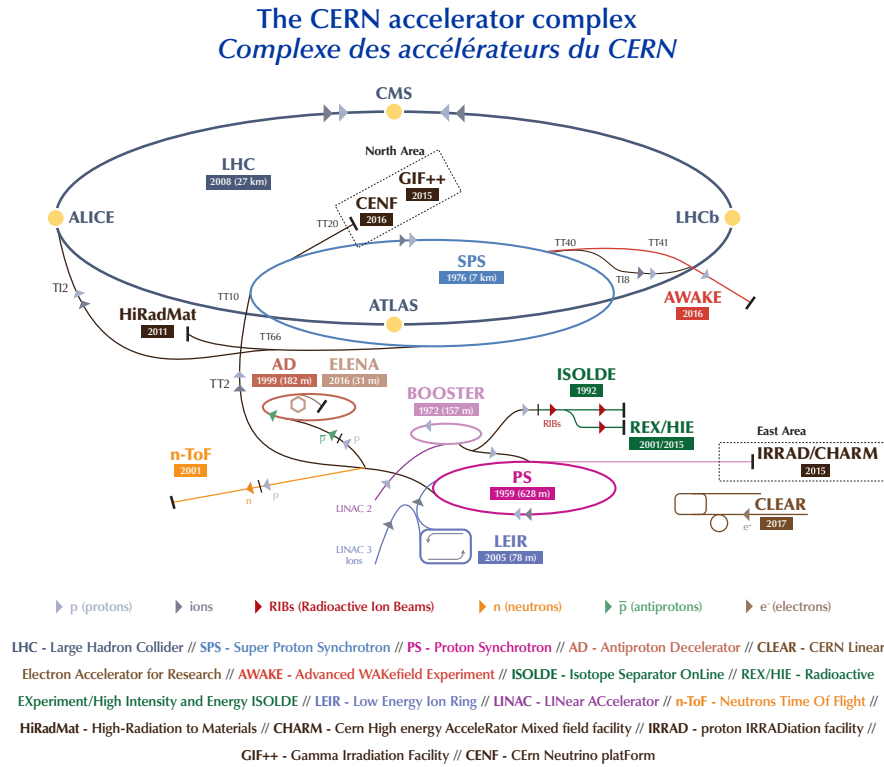 The CERN accelerator complex
Complexe des accélérateurs du CERN
CMS
North Area
LHC
2008 (27 km)
GIF++
2015
CENF
2016
TT20
ALICE
LHCb
SPS
1976 (7 km)
TT40
TT41
TI8
TI2
TT10
AWAKE
2016
ATLAS
HiRadMat
2011
TT66
TT2
AD
1999 (182 m)
ELENA
2016 (31 m)
BOOSTER
1972 (157 m)
ISOLDE
1992
RIBs
REX/HIE
2001/2015
East Area
IRRAD/CHARM
2015
p̅
p
n-ToF
2001
n
p
PS
1959 (628 m)
LINAC 2
CLEAR
2017
e-
LINAC 3
Ions
LEIR
2005 (78 m)
p (protons)
ions
RIBs (Radioactive Ion Beams)
n (neutrons)
p̅ (antiprotons)
e- (electrons)
LHC - Large Hadron Collider // SPS - Super Proton Synchrotron // PS - Proton Synchrotron // AD - Antiproton Decelerator // CLEAR - CERN Linear
Electron Accelerator for Research // AWAKE - Advanced WAKefield Experiment // ISOLDE - Isotope Separator OnLine // REX/HIE - Radioactive
EXperiment/High Intensity and Energy ISOLDE // LEIR - Low Energy Ion Ring // LINAC - LINear ACcelerator // n-ToF - Neutrons Time Of Flight //
HiRadMat - High-Radiation to Materials // CHARM - Cern High energy AcceleRator Mixed field facility // IRRAD - proton IRRADiation facility //
GIF++ - Gamma Irradiation Facility // CENF - CErn Neutrino platForm